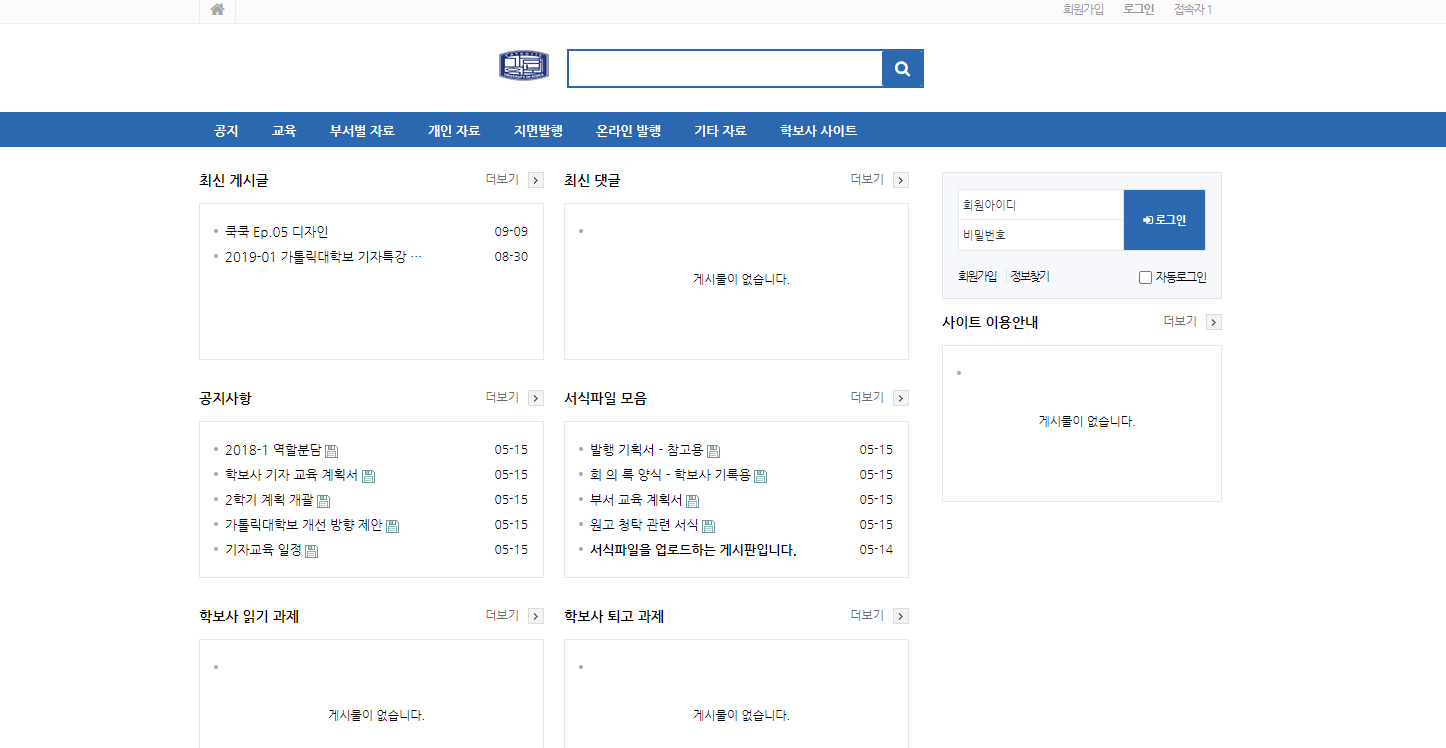 회원가입 로그인 접속자 1
CATHOLIC
UNIVERSITY OF KOREA
공지 교육 부서별 자료 개인 자료 지면발행 온라인 발행 기타 자료 학보사 사이트
최신 게시글 더보기
쿡쿡 Ep.05 디자인 09-09
2019-01 가톨릭대학보 기자특강 … 08-30
최신 댓글 더보기
게시물이 없습니다.
회원아이디
비밀번호
로그인
회원가입 정보찾기 자동로그인
사이트 이용안내 더보기
게시물이 없습니다.
공지사항 더보기
2018-1 역할분담 05-15
학보사 기자 교육 계획서 05-15
2학기 계획 개괄 05-15
가톨릭대학보 개선 방향 제안 05-15
기자교육 일정 05-15
서식파일 모음 더보기
발행 기획서 - 참고용 05-15
회 의 록 양식 - 학보사 기록용 05-15
부서 교육 계획서 05-15
원고 청탁 관련 서식 05-15
서식파일을 업로드하는 게시판입니다. 05-14
학보사 읽기 과제 더보기
게시물이 없습니다.
학보사 퇴고 과제 더보기
게시물이 없습니다.